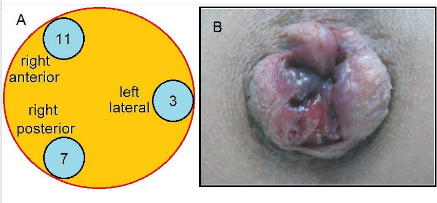 A
11
right
anterior
left
lateral
3
right
posterior
7
B